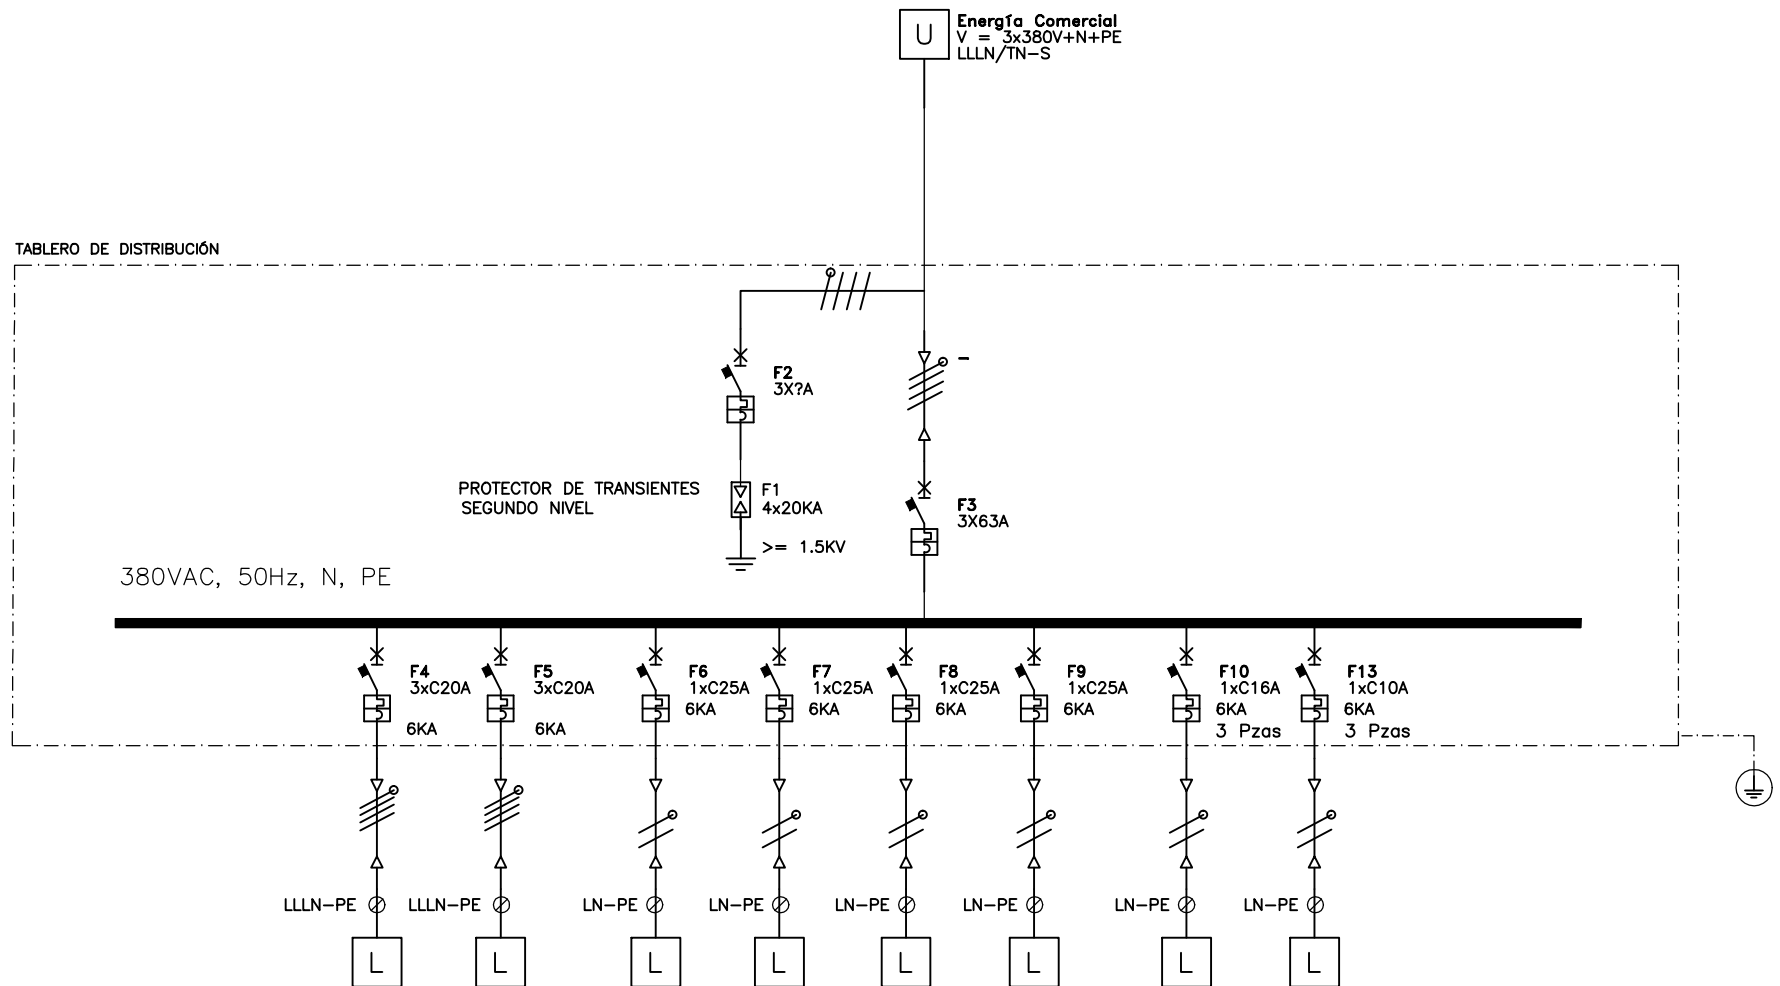 U
Energía Comercial
V = 3x380V+N+PE
LLLN/TN-S
TABLERO DE DISTRIBUCIÓN
F2
3X?A
-
PROTECTOR DE TRANSIENTES
SEGUNDO NIVEL
F1
4x20KA
>= 1.5KV
F3
3X63A
380VAC, 50Hz, N, PE
F4
3xC20A
6KA
F5
3xC20A
6KA
F6
1xC25A
6KA
F7
1xC25A
6KA
F8
1xC25A
6KA
F9
1xC25A
6KA
F10
1xC16A
6KA
3 Pzas
F13
1xC10A
6KA
3 Pzas
LLLN-PE
LLLN-PE
LN-PE
LN-PE
LN-PE
LN-PE
LN-PE
LN-PE
L
L
L
L
L
L
L
L